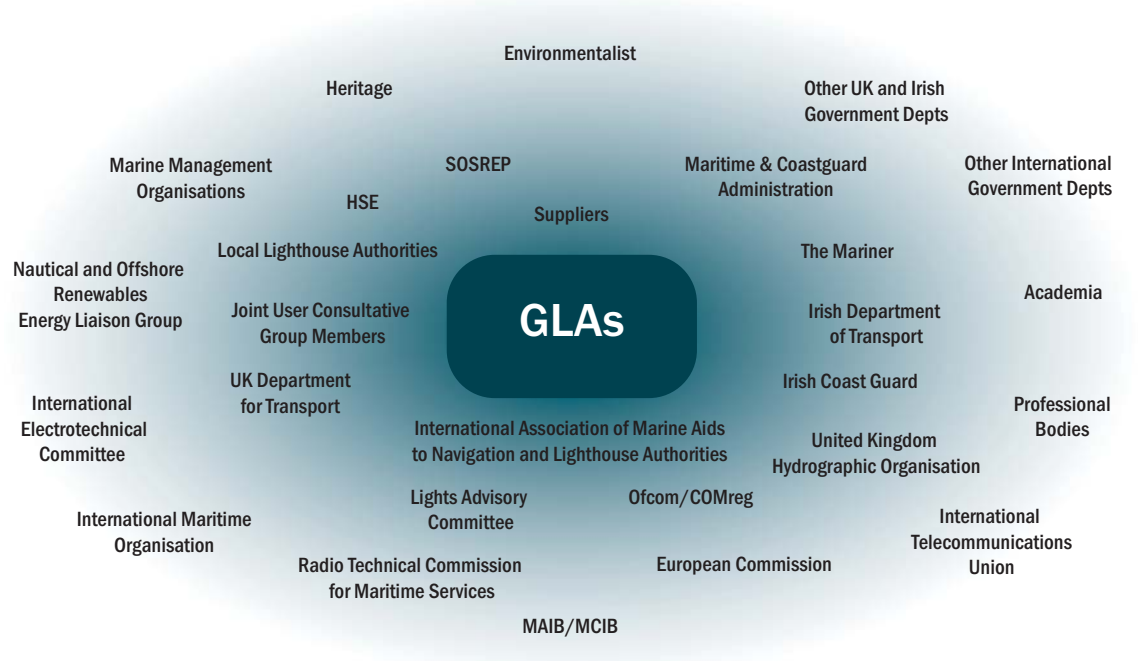 Environmentalist
Heritage
Other UK and Irish
Government Depts
Marine Management
Organisations
SOSREP
Maritime & Coastguard
Administration
Other International
Government Depts
HSE
Suppliers
Local Lighthouse Authorities
The Mariner
Nautical and Offshore
Renewables
Energy Liaison Group
Academia
Joint User Consultative
Group Members
GLAs
Irish Department
of Transport
UK Department
for Transport
Irish Coast Guard
International
Electrotechnical
Committee
Professional
Bodies
International Association of Marine Aids
to Navigation and Lighthouse Authorities
United Kingdom
Hydrographic Organisation
Lights Advisory
Committee
Ofcom/COMreg
International Maritime
Organisation
International
Telecommunications
Union
Radio Technical Commission
for Maritime Services
European Commission
MAIB/MCIB